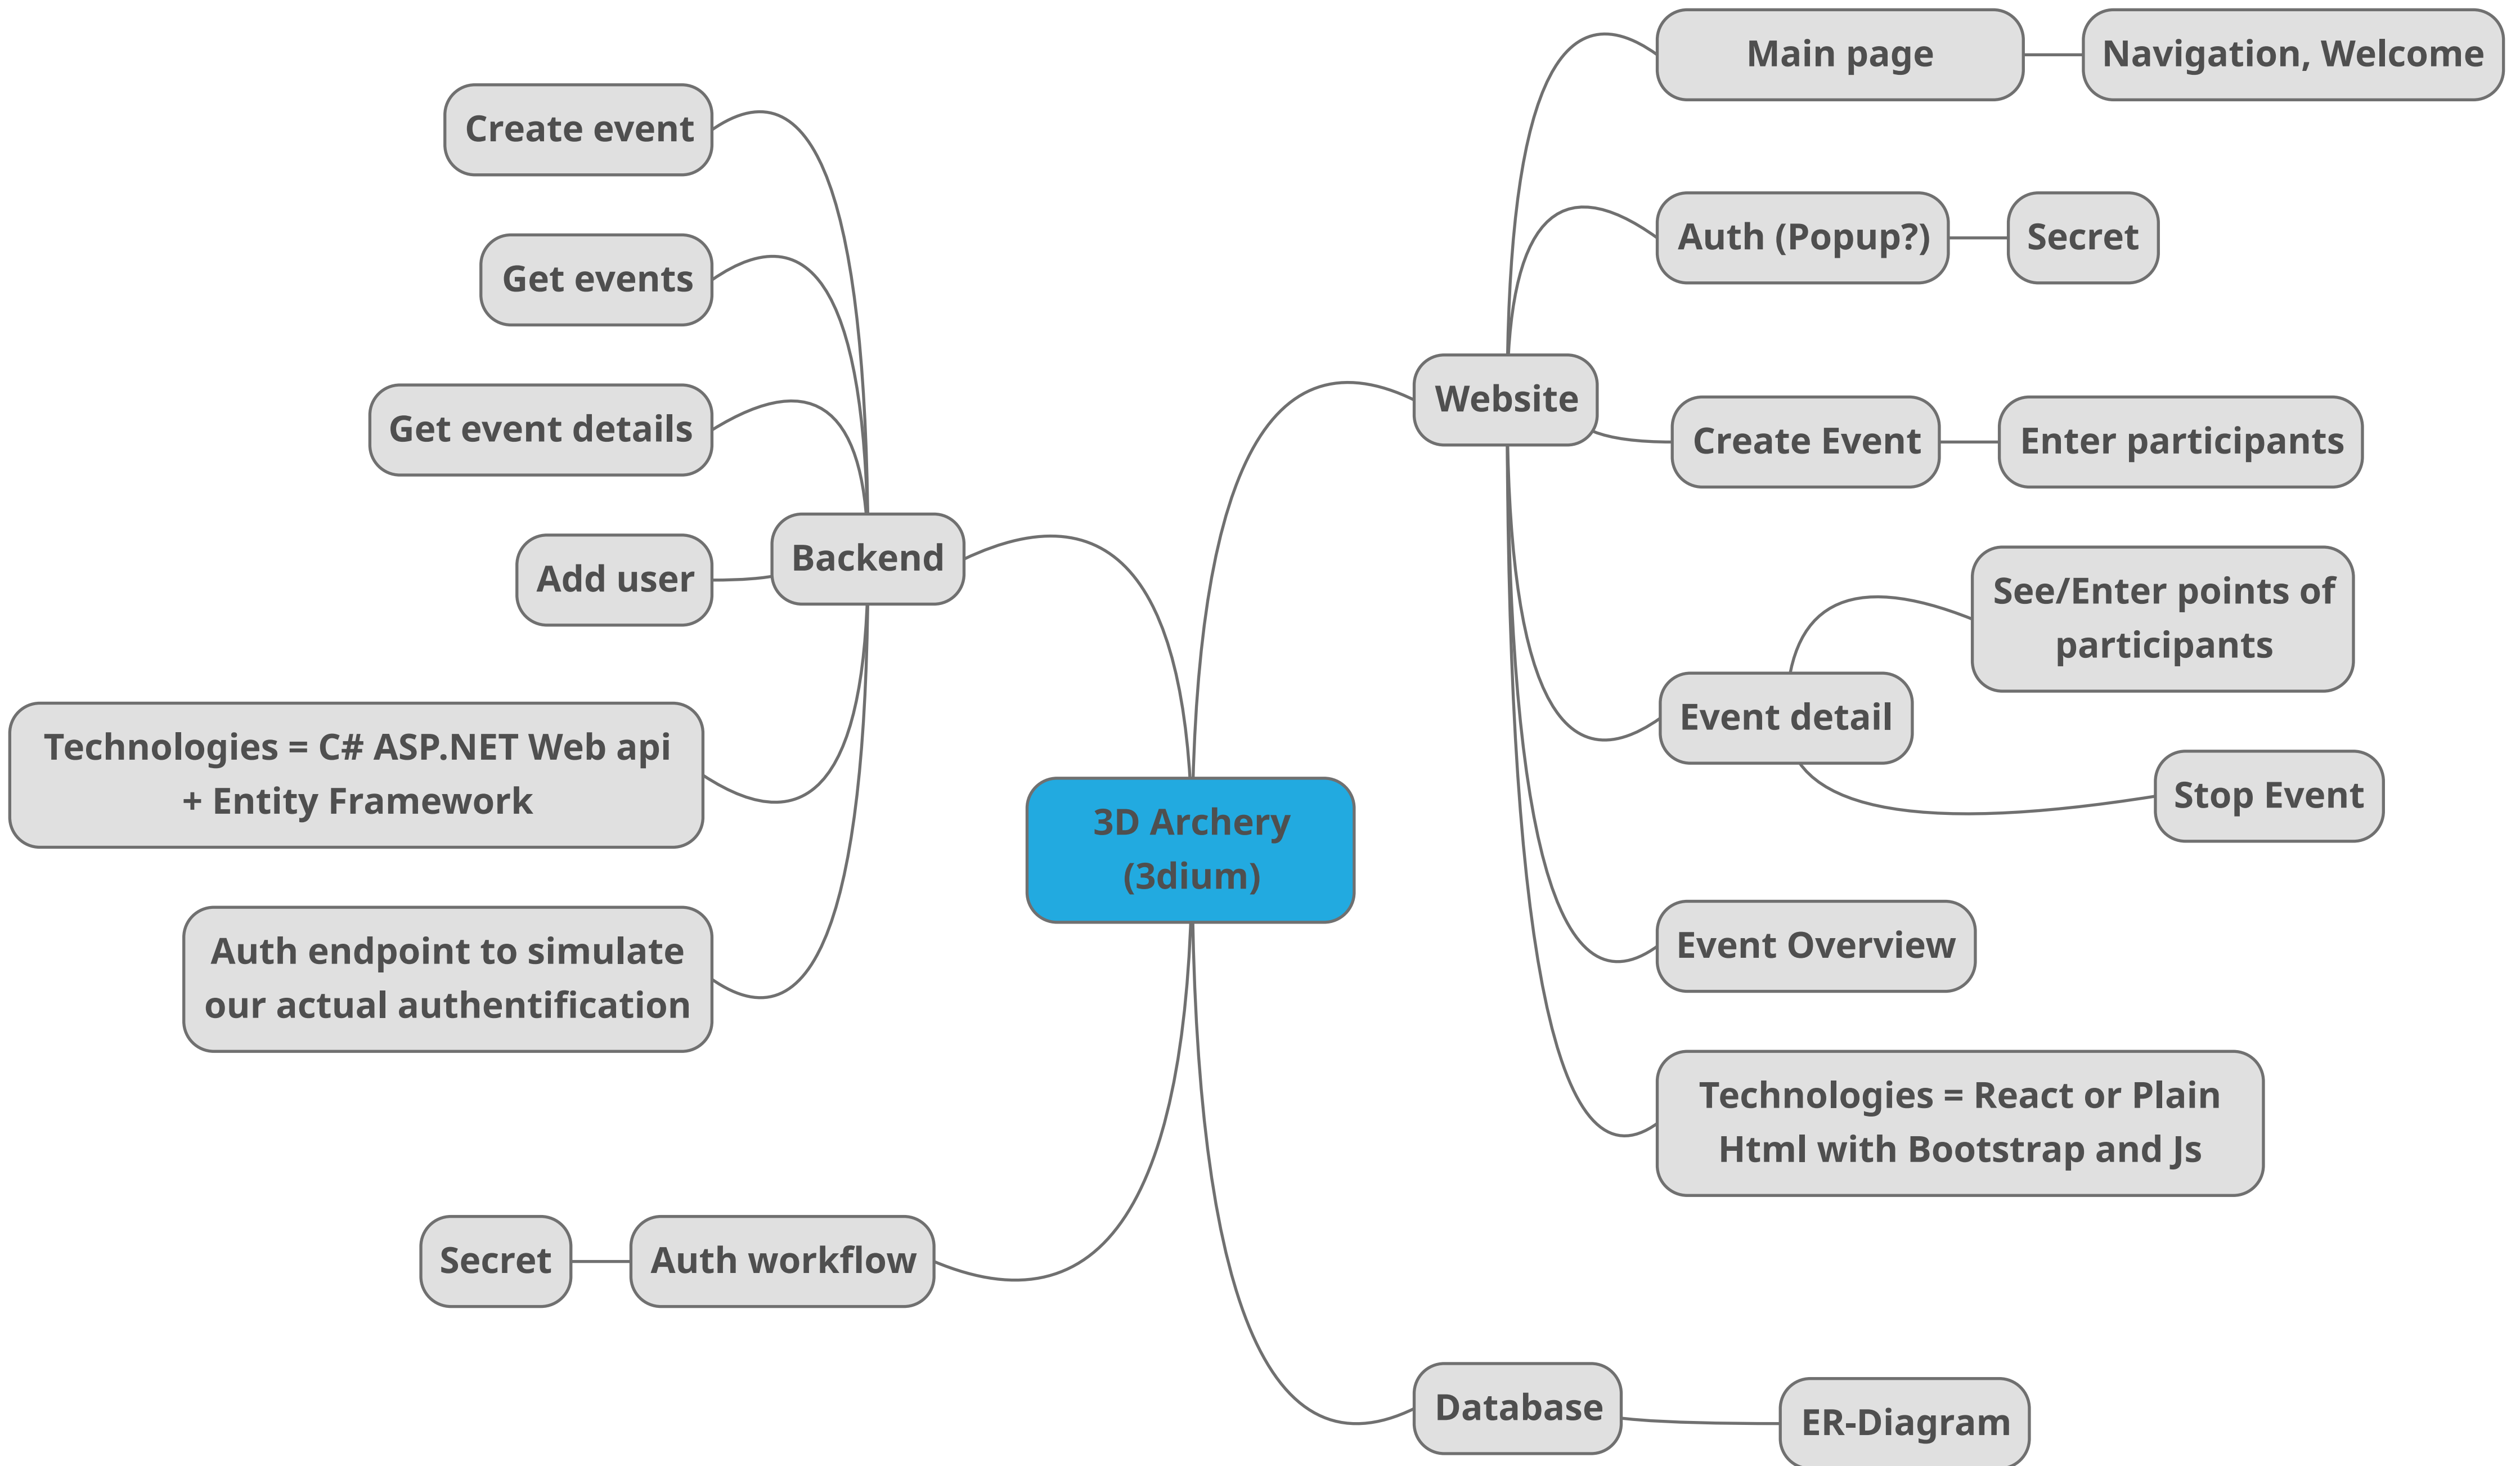 3D Archery
(3dium)
Website
Main page
Navigation, Welcome
Auth (Popup?)
Secret
Create Event
Enter participants
Event detail
See/Enter points of
participants
Stop Event
Event Overview
Technologies = React or Plain
Html with Bootstrap and Js
Database
ER-Diagram
Backend
Create event
Get events
Get event details
Add user
Technologies = C# ASP.NET Web api
+ Entity Framework
Auth endpoint to simulate
our actual authentification
Auth workflow
Secret